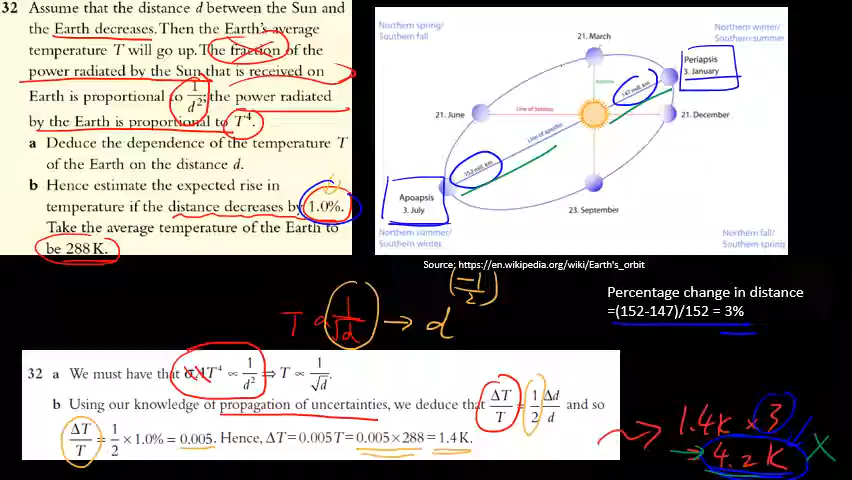 32 Assume that the distance d between the Sun and
the Earth decreases. Then the Earth's average
temperature T will go up. The fraction of the
power radiated by the Sun that is received on
Earth is proportional to 1/d²; the power radiated
by the Earth is proportional to T⁴.
a Deduce the dependence of the temperature T
of the Earth on the distance d.
b Hence estimate the expected rise in
temperature if the distance decreases by 1.0%.
Take the average temperature of the Earth to
be 288 K.
Northern spring/
Southern fall
21. March
Northern winter/
Southern summer
Periapsis
3. January
147 mill. km
21. June
Line of Solstice
21. December
Line of apsides
152 mill. km
Apoapsis
3. July
23. September
Northern summer/
Southern winter
Northern fall/
Southern spring
Source: https://en.wikipedia.org/wiki/Earth's_orbit
T α 1/√d → d^(-1/2)
Percentage change in distance
=(152-147)/152 = 3%
32 a We must have that σAT⁴ ∝ 1/d² ⇒ T ∝ 1/√d.
b Using our knowledge of propagation of uncertainties, we deduce that ΔT/T = 1/2 Δd/d and so
ΔT/T = 1/2 × 1.0% = 0.005. Hence, ΔT = 0.005T = 0.005 × 288 = 1.4 K.
1.4K × 3
→ 4.2 K